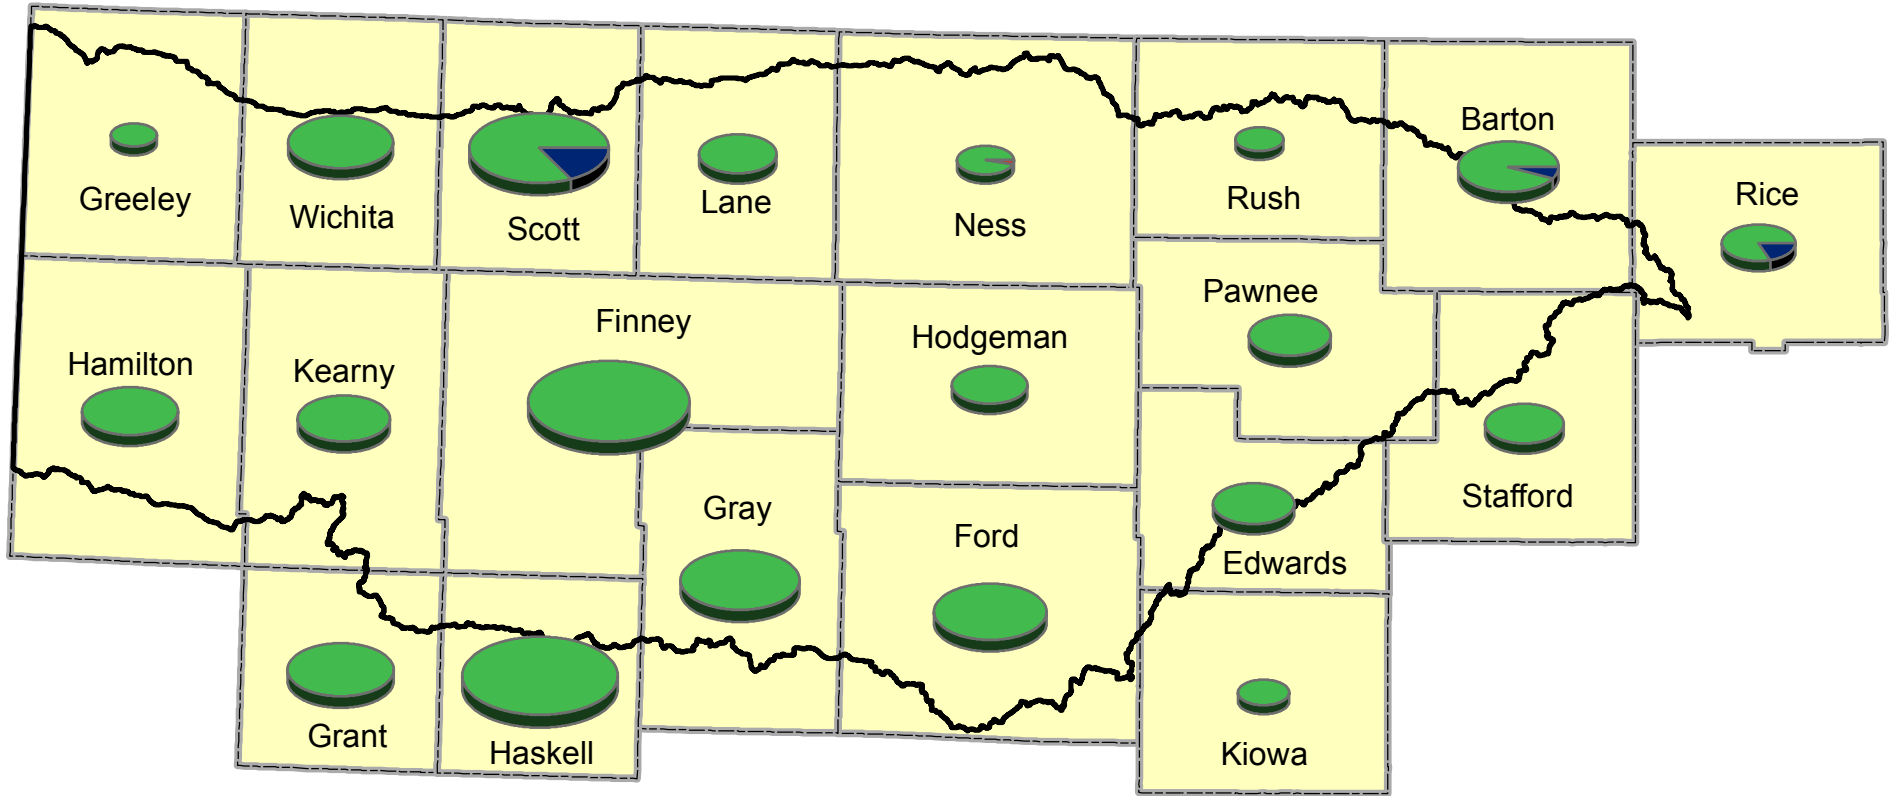 Greeley
Wichita
Scott
Lane
Ness
Rush
Barton
Rice
Hamilton
Kearny
Finney
Hodgeman
Pawnee
Gray
Ford
Edwards
Stafford
Grant
Haskell
Kiowa